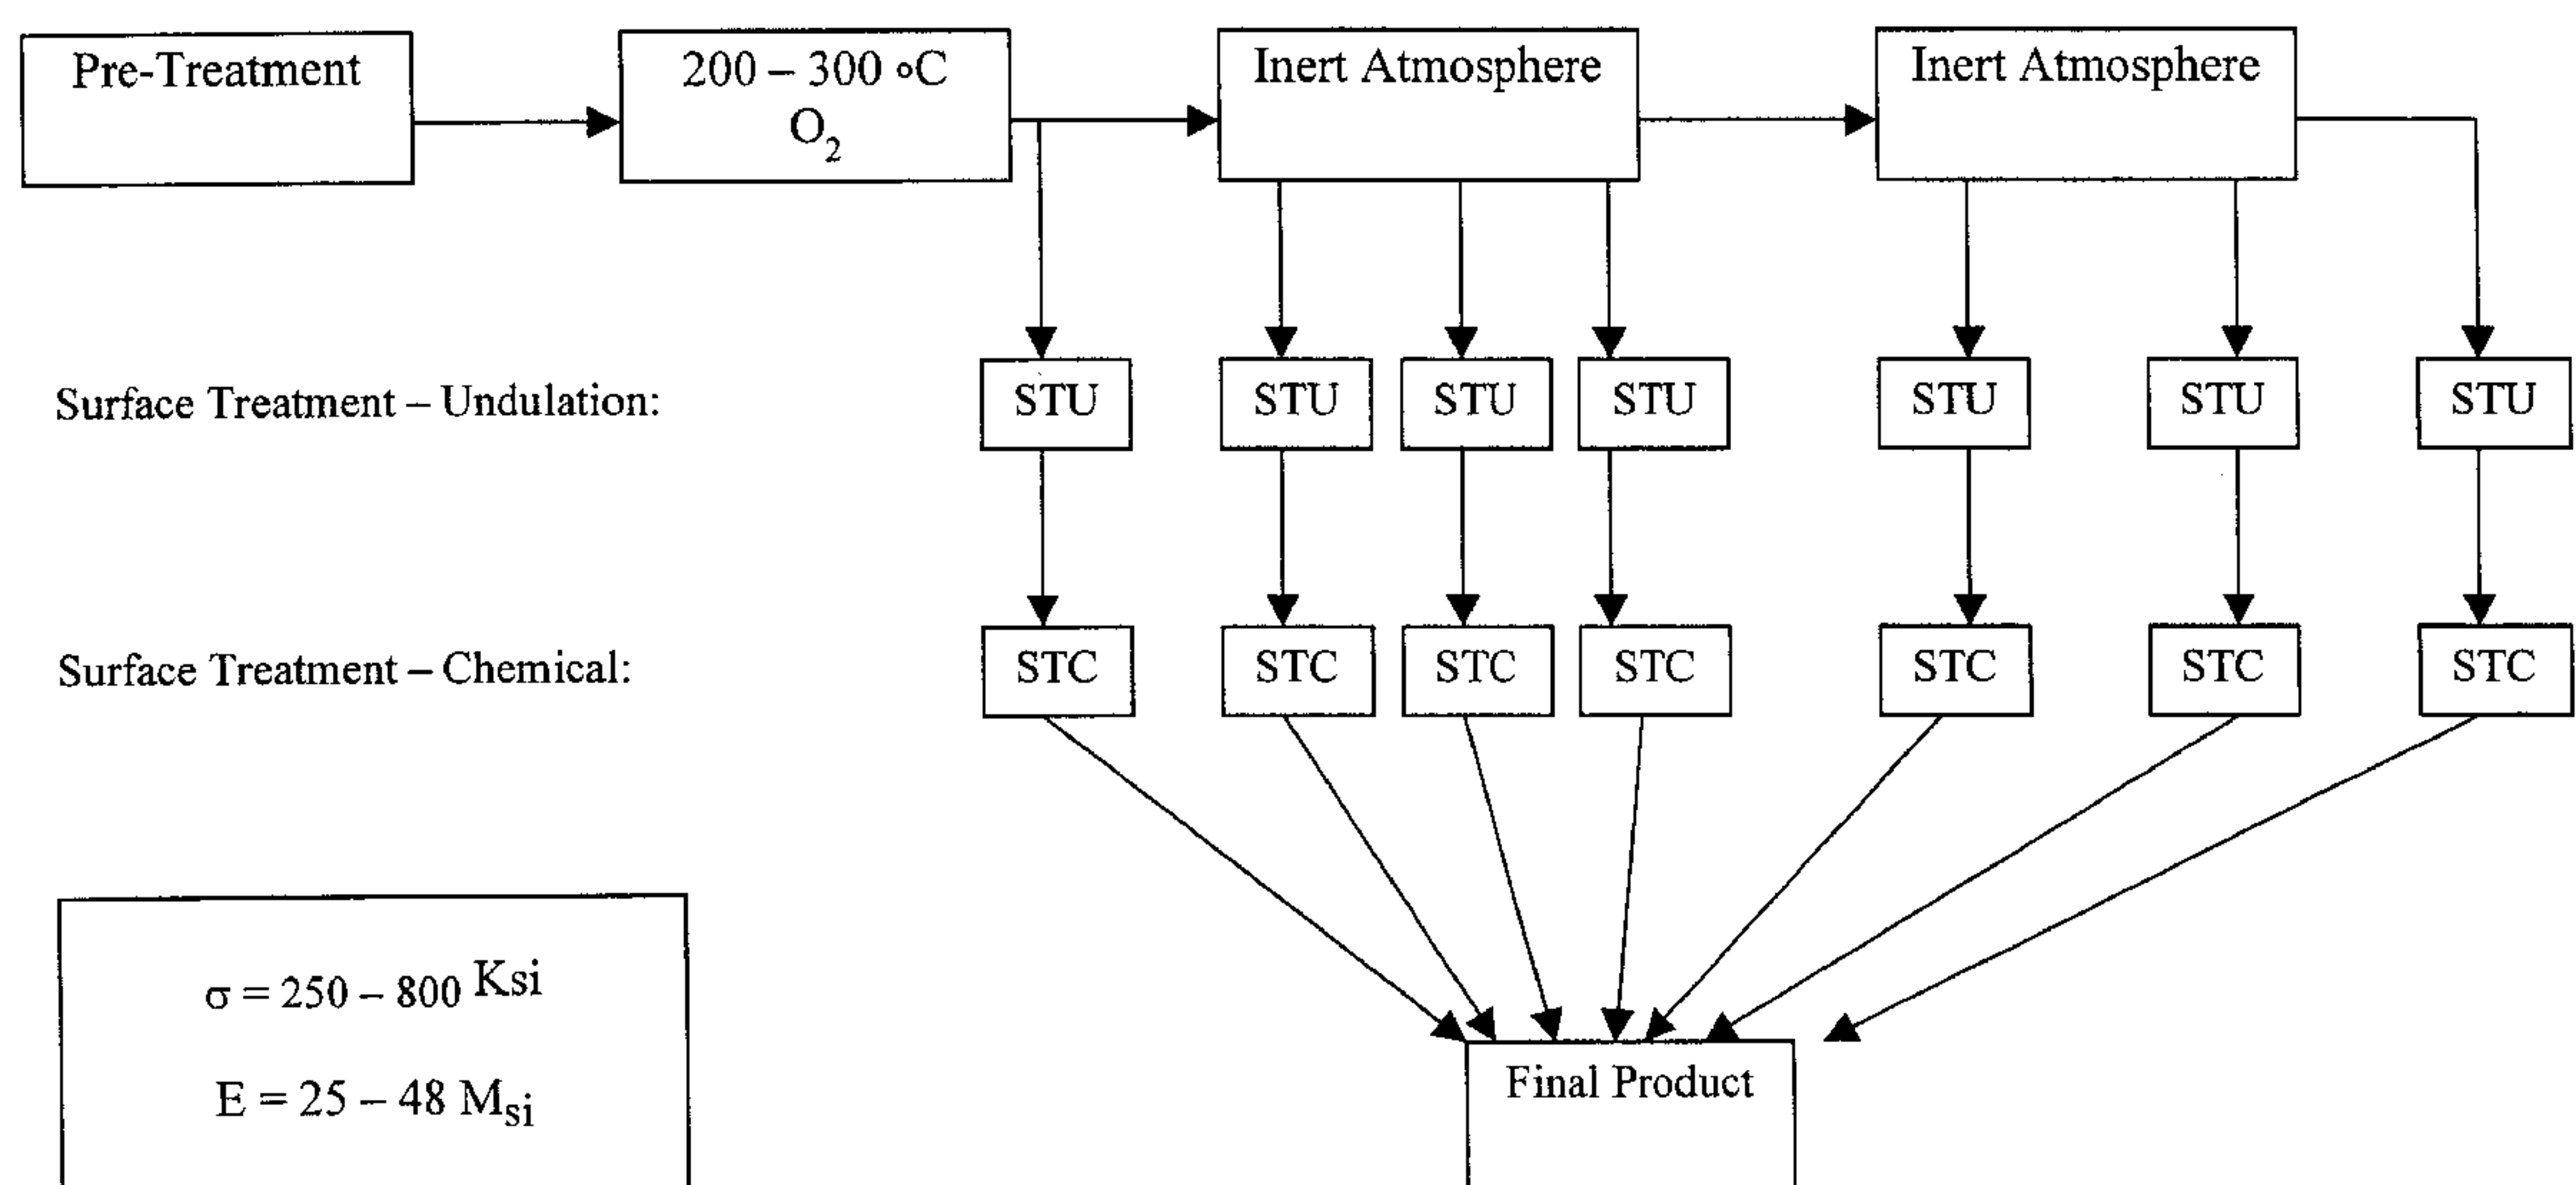 Pre-Treatment
200 – 300 °C
O₂
Inert Atmosphere
Inert Atmosphere
Surface Treatment – Undulation:
STU
STU
STU
STU
STU
STU
STU
Surface Treatment – Chemical:
STC
STC
STC
STC
STC
STC
STC
σ = 250 – 800 Ksi
E = 25 – 48 Msi
Final Product